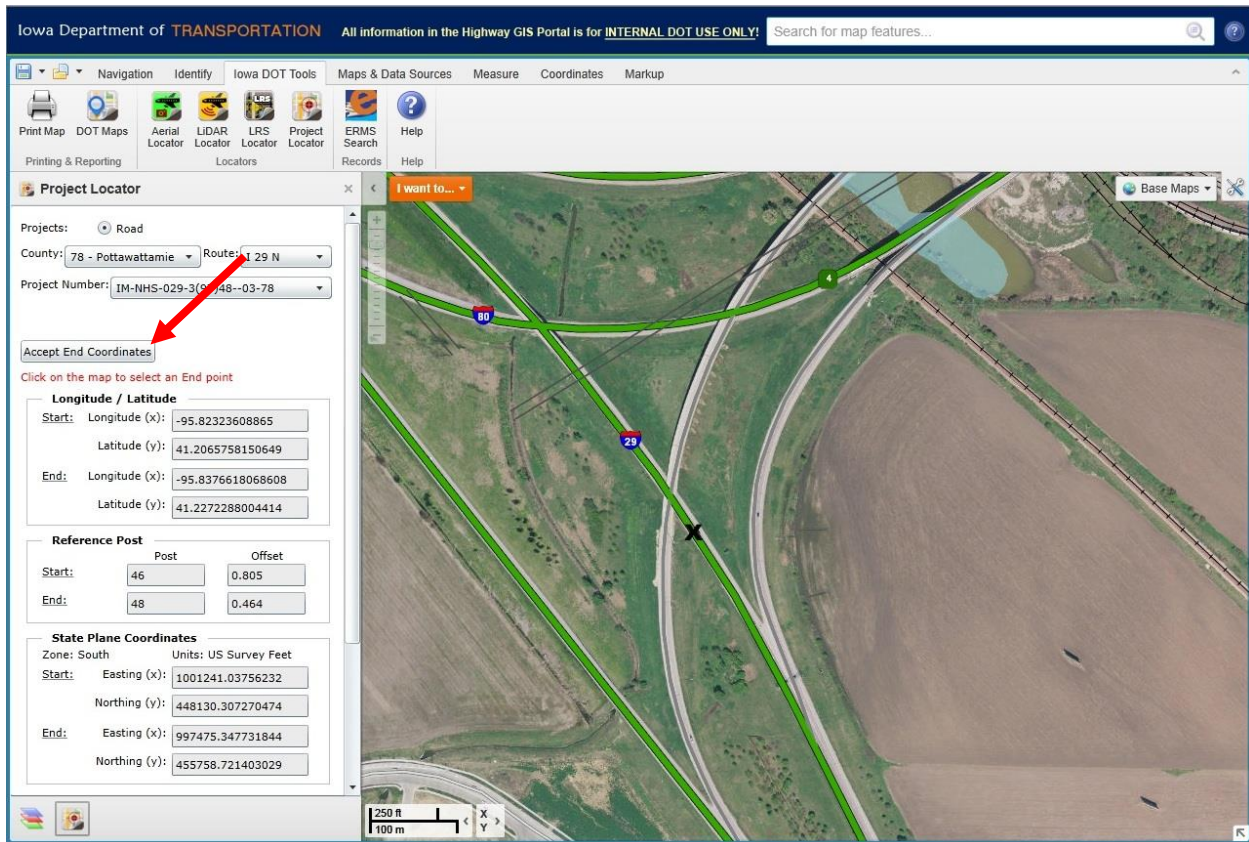 Iowa Department of TRANSPORTATION All information in the Highway GIS Portal is for INTERNAL DOT USE ONLY! Search for map features...
Navigation Identify Iowa DOT Tools Maps & Data Sources Measure Coordinates Markup
Print Map DOT Maps Aerial Locator LiDAR Locator LRS Locator Project Locator ERMS Search Help
Printing & Reporting Locators Records Help
Project Locator
I want to...
Base Maps
Projects: Road
County: 78 - Pottawattamie Route: I 29 N
Project Number: IM-NHS-029-3( )48--03-78
Accept End Coordinates
Click on the map to select an End point
Longitude / Latitude
Start: Longitude (x): -95.82323608865
Latitude (y): 41.2065758150649
End: Longitude (x): -95.8376618068608
Latitude (y): 41.2272288004414
Reference Post
Post Offset
Start: 46 0.805
End: 48 0.464
State Plane Coordinates
Zone: South Units: US Survey Feet
Start: Easting (x): 1001241.03756232
Northing (y): 448130.307270474
End: Easting (x): 997475.347731844
Northing (y): 455758.721403029
4
80
29
X
250 ft
100 m
X
Y